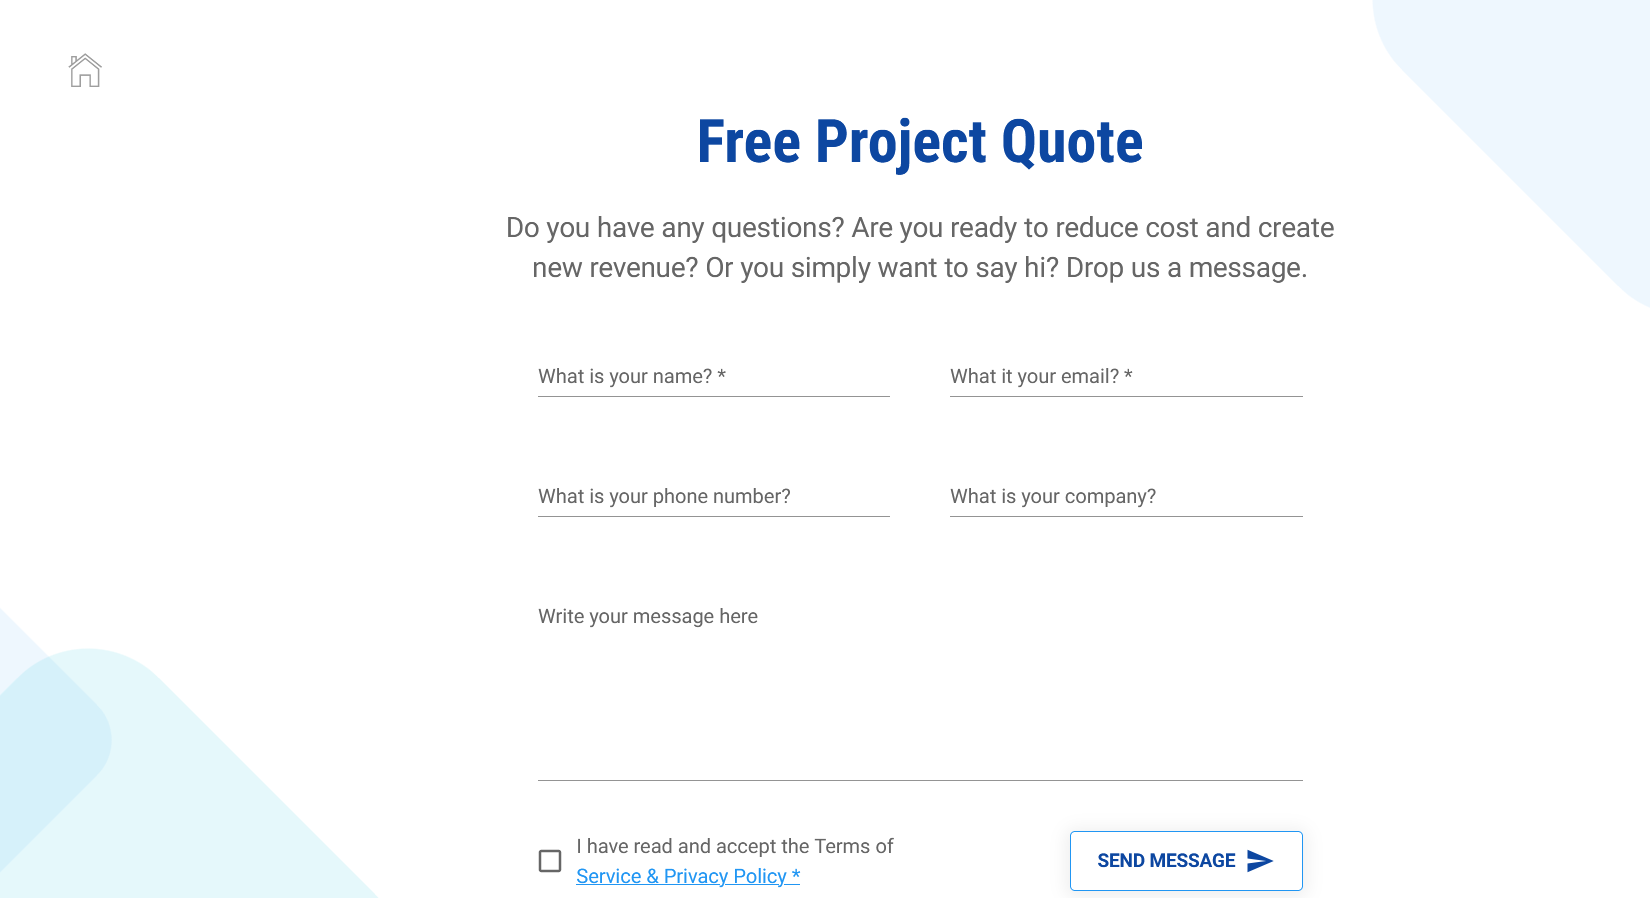 Free Project Quote
Do you have any questions? Are you ready to reduce cost and create
new revenue? Or you simply want to say hi? Drop us a message.
What is your name? *
What it your email? *
What is your phone number?
What is your company?
Write your message here
I have read and accept the Terms of
Service & Privacy Policy *
SEND MESSAGE